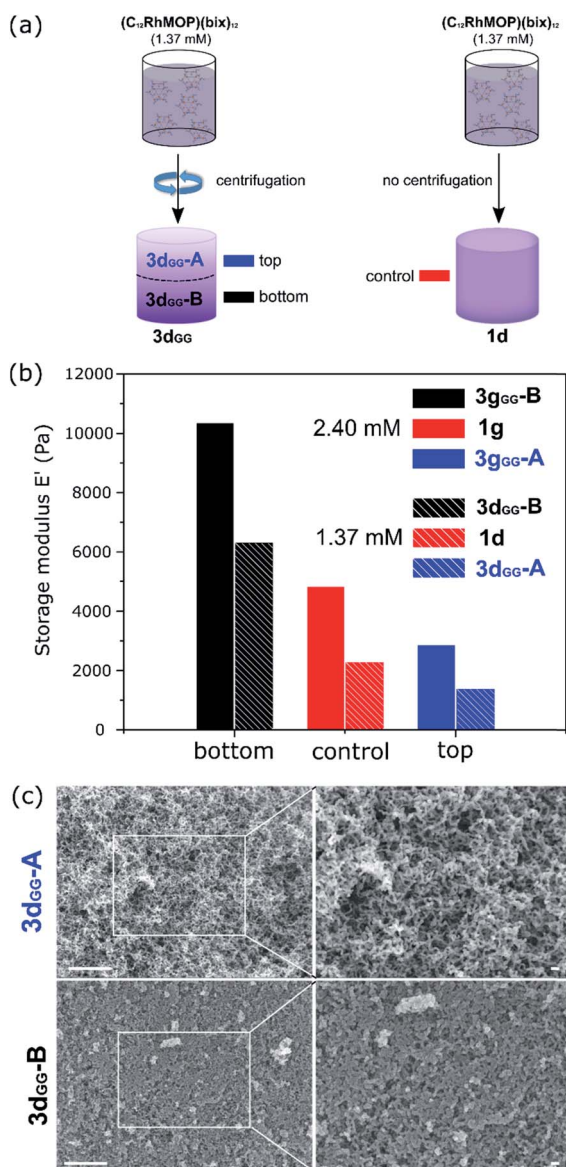 (a)
(C₁₂RhMOP)(bix)₁₂
(1.37 mM)
(C₁₂RhMOP)(bix)₁₂
(1.37 mM)
centrifugation
no centrifugation
3dGG-A
top
3dGG-B
bottom
control
3dGG
1d
(b)
12000
10000
8000
6000
4000
2000
0
Storage modulus E' (Pa)
3gGG-B
2.40 mM
1g
3gGG-A
3dGG-B
1.37 mM
1d
3dGG-A
bottom
control
top
(c)
3dGG-A
3dGG-B